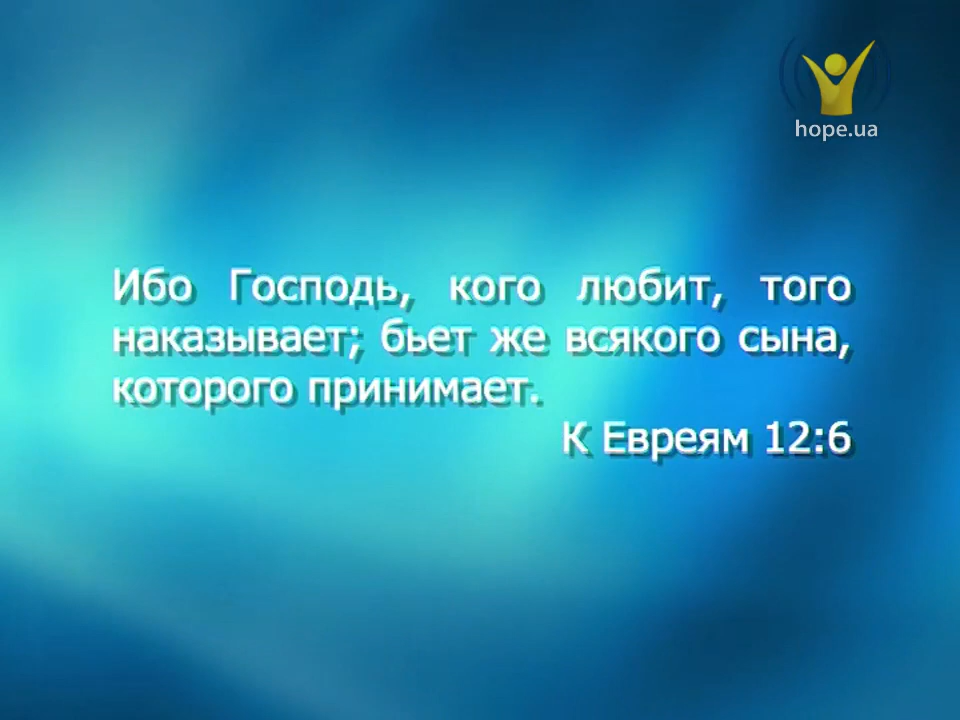 hope.ua
Ибо Господь, кого любит, того
наказывает; бьет же всякого сына,
которого принимает.
К Евреям 12:6